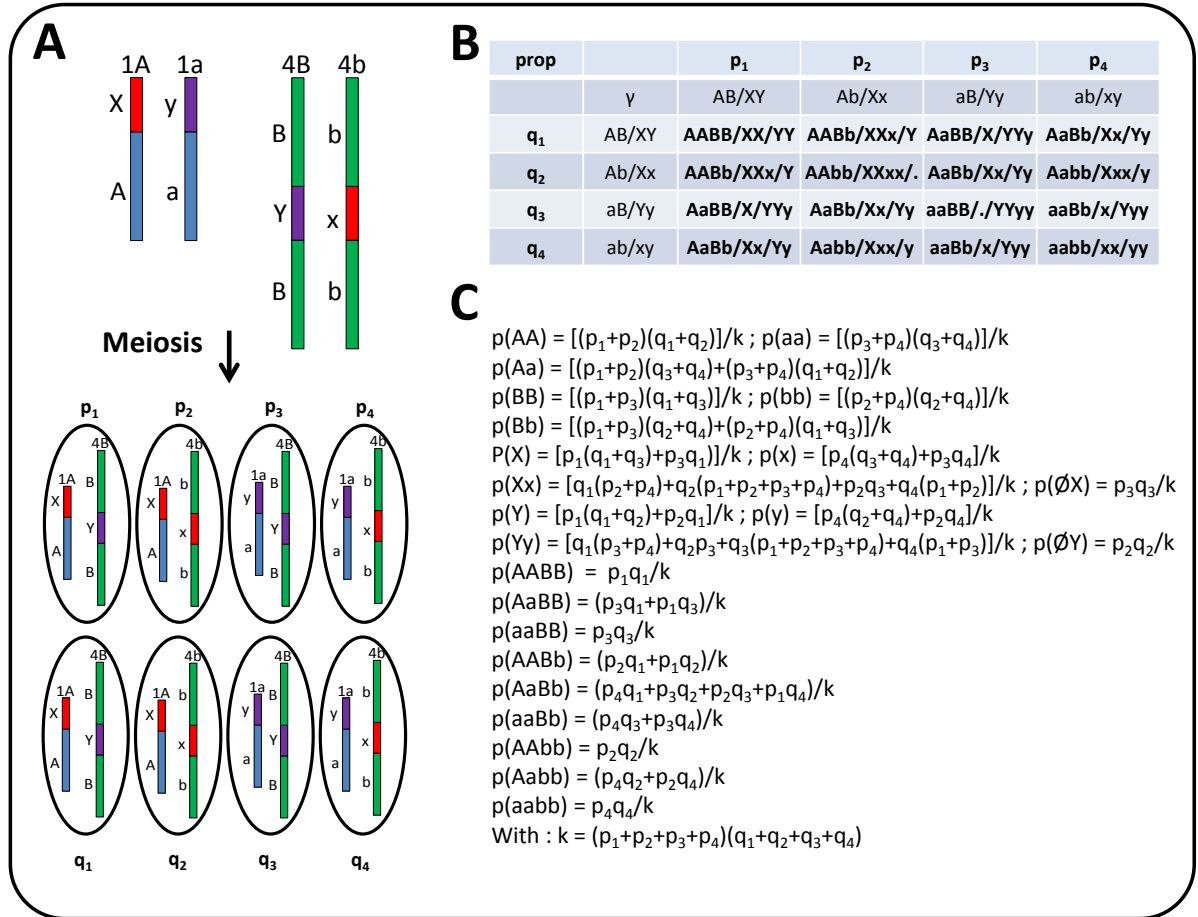 A
1A 1a 4B 4b
X y
B b
A a
Y x
B b
Meiosis
p₁ p₂ p₃ p₄
4B 4b 4B 4b
1A 1A 1a 1a
X B X b y B y b
Y x Y x
A A a a
B b B b
4B 4b 4B 4b
1A 1A 1a 1a
X B X b y B y b
Y x Y x
A A a a
B b B b
q₁ q₂ q₃ q₄
B
prop p₁ p₂ p₃ p₄
γ AB/XY Ab/Xx aB/Yy ab/xy
q₁ AB/XY AABB/XX/YY AABb/XXx/Y AaBB/X/YYy AaBb/Xx/Yy
q₂ Ab/Xx AABb/XXx/Y AAbb/XXxx/. AaBb/Xx/Yy Aabb/Xxx/y
q₃ aB/Yy AaBB/X/YYy AaBb/Xx/Yy aaBB/./YYyy aaBb/x/Yyy
q₄ ab/xy AaBb/Xx/Yy Aabb/Xxx/y aaBb/x/Yyy aabb/xx/yy
C
p(AA) = [(p₁+p₂)(q₁+q₂)]/k ; p(aa) = [(p₃+p₄)(q₃+q₄)]/k
p(Aa) = [(p₁+p₂)(q₃+q₄)+(p₃+p₄)(q₁+q₂)]/k
p(BB) = [(p₁+p₃)(q₁+q₃)]/k ; p(bb) = [(p₂+p₄)(q₂+q₄)]/k
p(Bb) = [(p₁+p₃)(q₂+q₄)+(p₂+p₄)(q₁+q₃)]/k
P(X) = [p₁(q₁+q₃)+p₃q₁)]/k ; p(x) = [p₄(q₃+q₄)+p₃q₄]/k
p(Xx) = [q₁(p₂+p₄)+q₂(p₁+p₂+p₃+p₄)+p₂q₃+q₄(p₁+p₂)]/k ; p(ØX) = p₃q₃/k
p(Y) = [p₁(q₁+q₂)+p₂q₁]/k ; p(y) = [p₄(q₂+q₄)+p₂q₄]/k
p(Yy) = [q₁(p₃+p₄)+q₂p₃+q₃(p₁+p₂+p₃+p₄)+q₄(p₁+p₃)]/k ; p(ØY) = p₂q₂/k
p(AABB) = p₁q₁/k
p(AaBB) = (p₃q₁+p₁q₃)/k
p(aaBB) = p₃q₃/k
p(AABb) = (p₂q₁+p₁q₂)/k
p(AaBb) = (p₄q₁+p₃q₂+p₂q₃+p₁q₄)/k
p(aaBb) = (p₄q₃+p₃q₄)/k
p(AAbb) = p₂q₂/k
p(Aabb) = (p₄q₂+p₂q₄)/k
p(aabb) = p₄q₄/k
With : k = (p₁+p₂+p₃+p₄)(q₁+q₂+q₃+q₄)